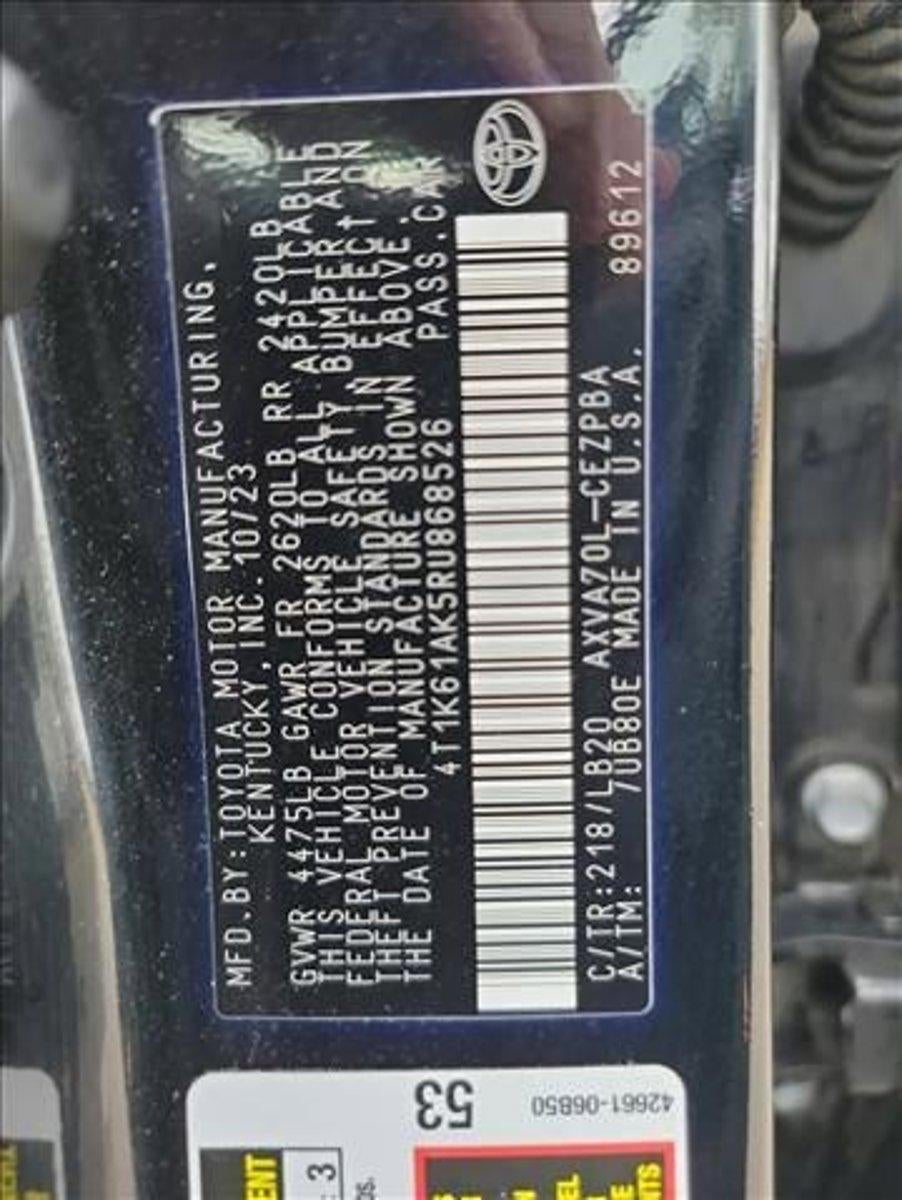 MFD.BY:TOYOTA MOTOR MANUFACTURING,
KENTUCKY,INC.10/23
GVWR 4475LB GAWR FR 2620LB RR 2420LB
THIS VEHICLE CONFORMS TO ALL APPLICABLE
FEDERAL MOTOR VEHICLE SAFETY, BUMPER, AND
THEFT PREVENTION STANDARDS IN EFFECT ON
THE DATE OF MANUFACTURE SHOWN ABOVE.
4T1K61AK5RU868526 PASS.CAR
C/TR:218/LB20 AXVA70L-CEZPBA
A/TM: 7UB80E MADE IN U.S.A. 89612
53
42661-06850
3